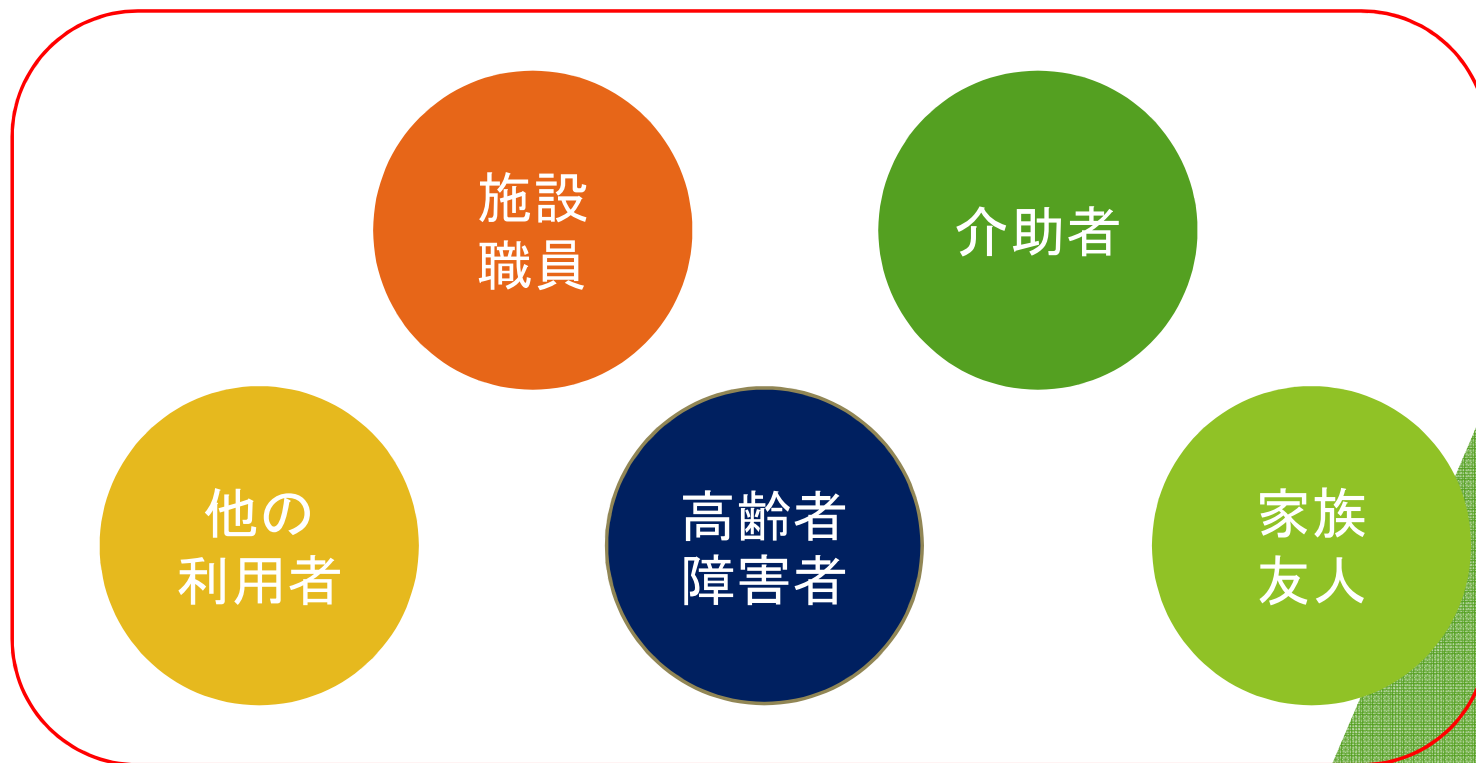 施設
職員
介助者
他の
利用者
高齢者
障害者
家族
友人